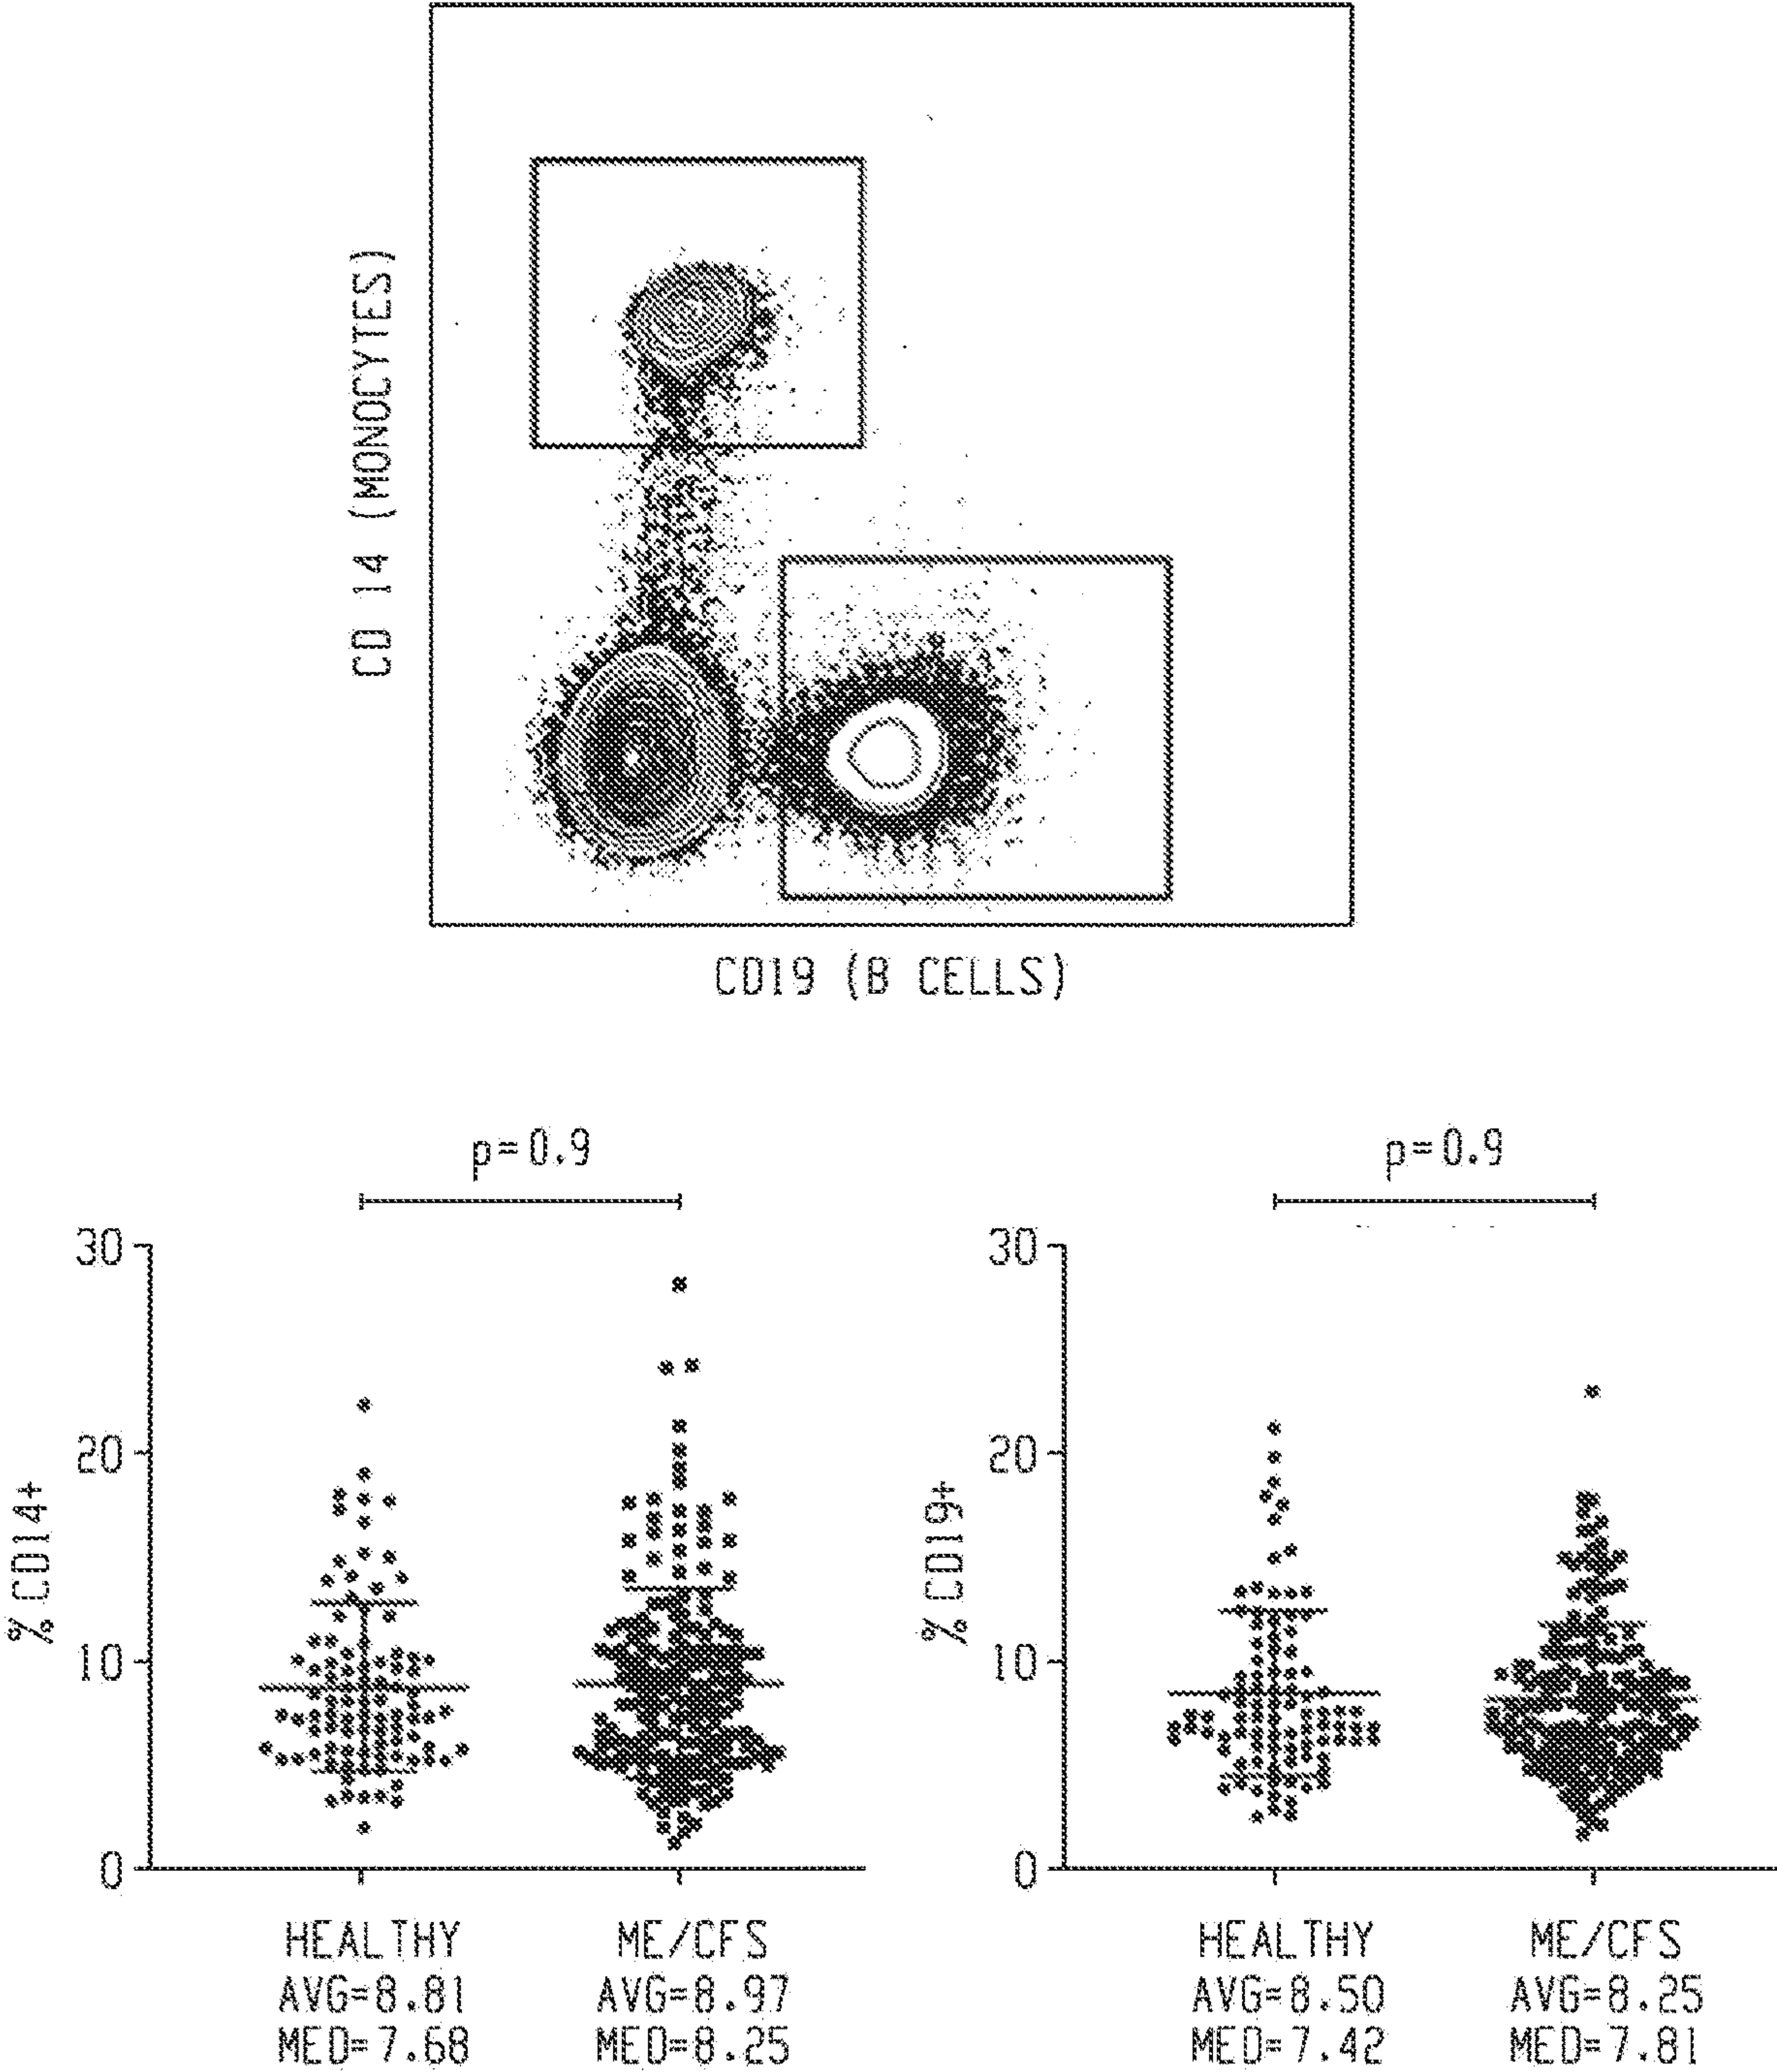 CD 14 (MONOCYTES)
CD19 (B CELLS)
p=0.9
30
20
10
0
% CD14+
HEALTHY
AVG=8.81
MED=7.68
ME/CFS
AVG=8.97
MED=8.25
p=0.9
30
20
10
0
% CD19+
HEALTHY
AVG=8.50
MED=7.42
ME/CFS
AVG=8.25
MED=7.81